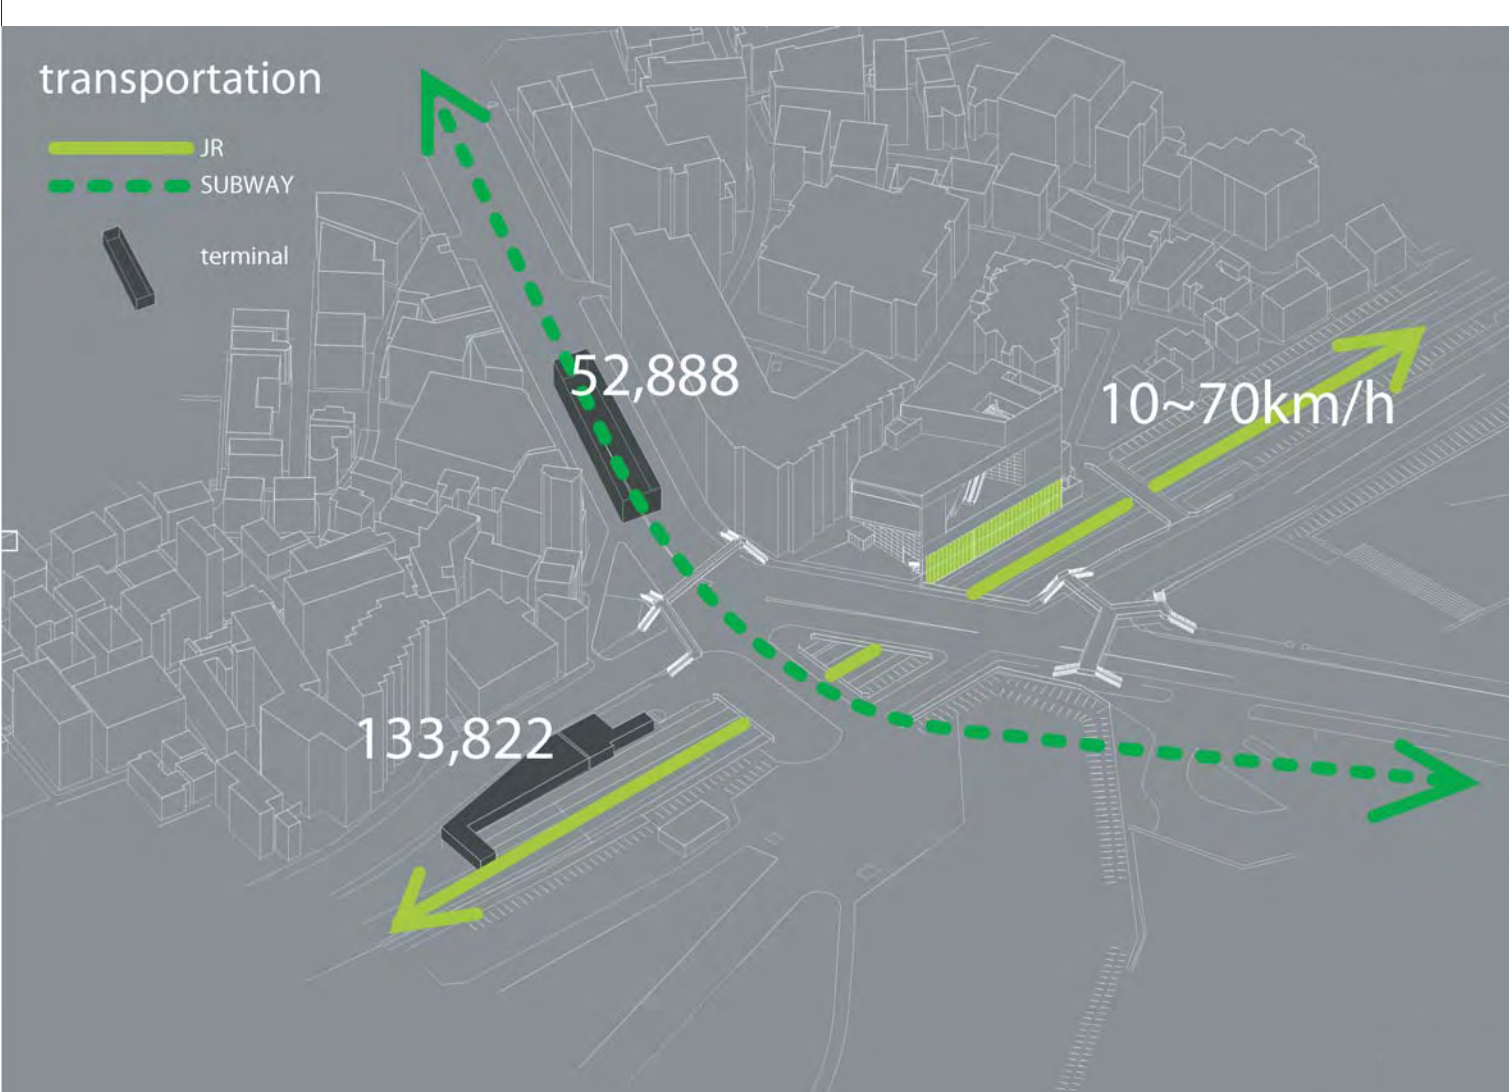 transportation
JR
SUBWAY
terminal
52,888
10~70km/h
133,822